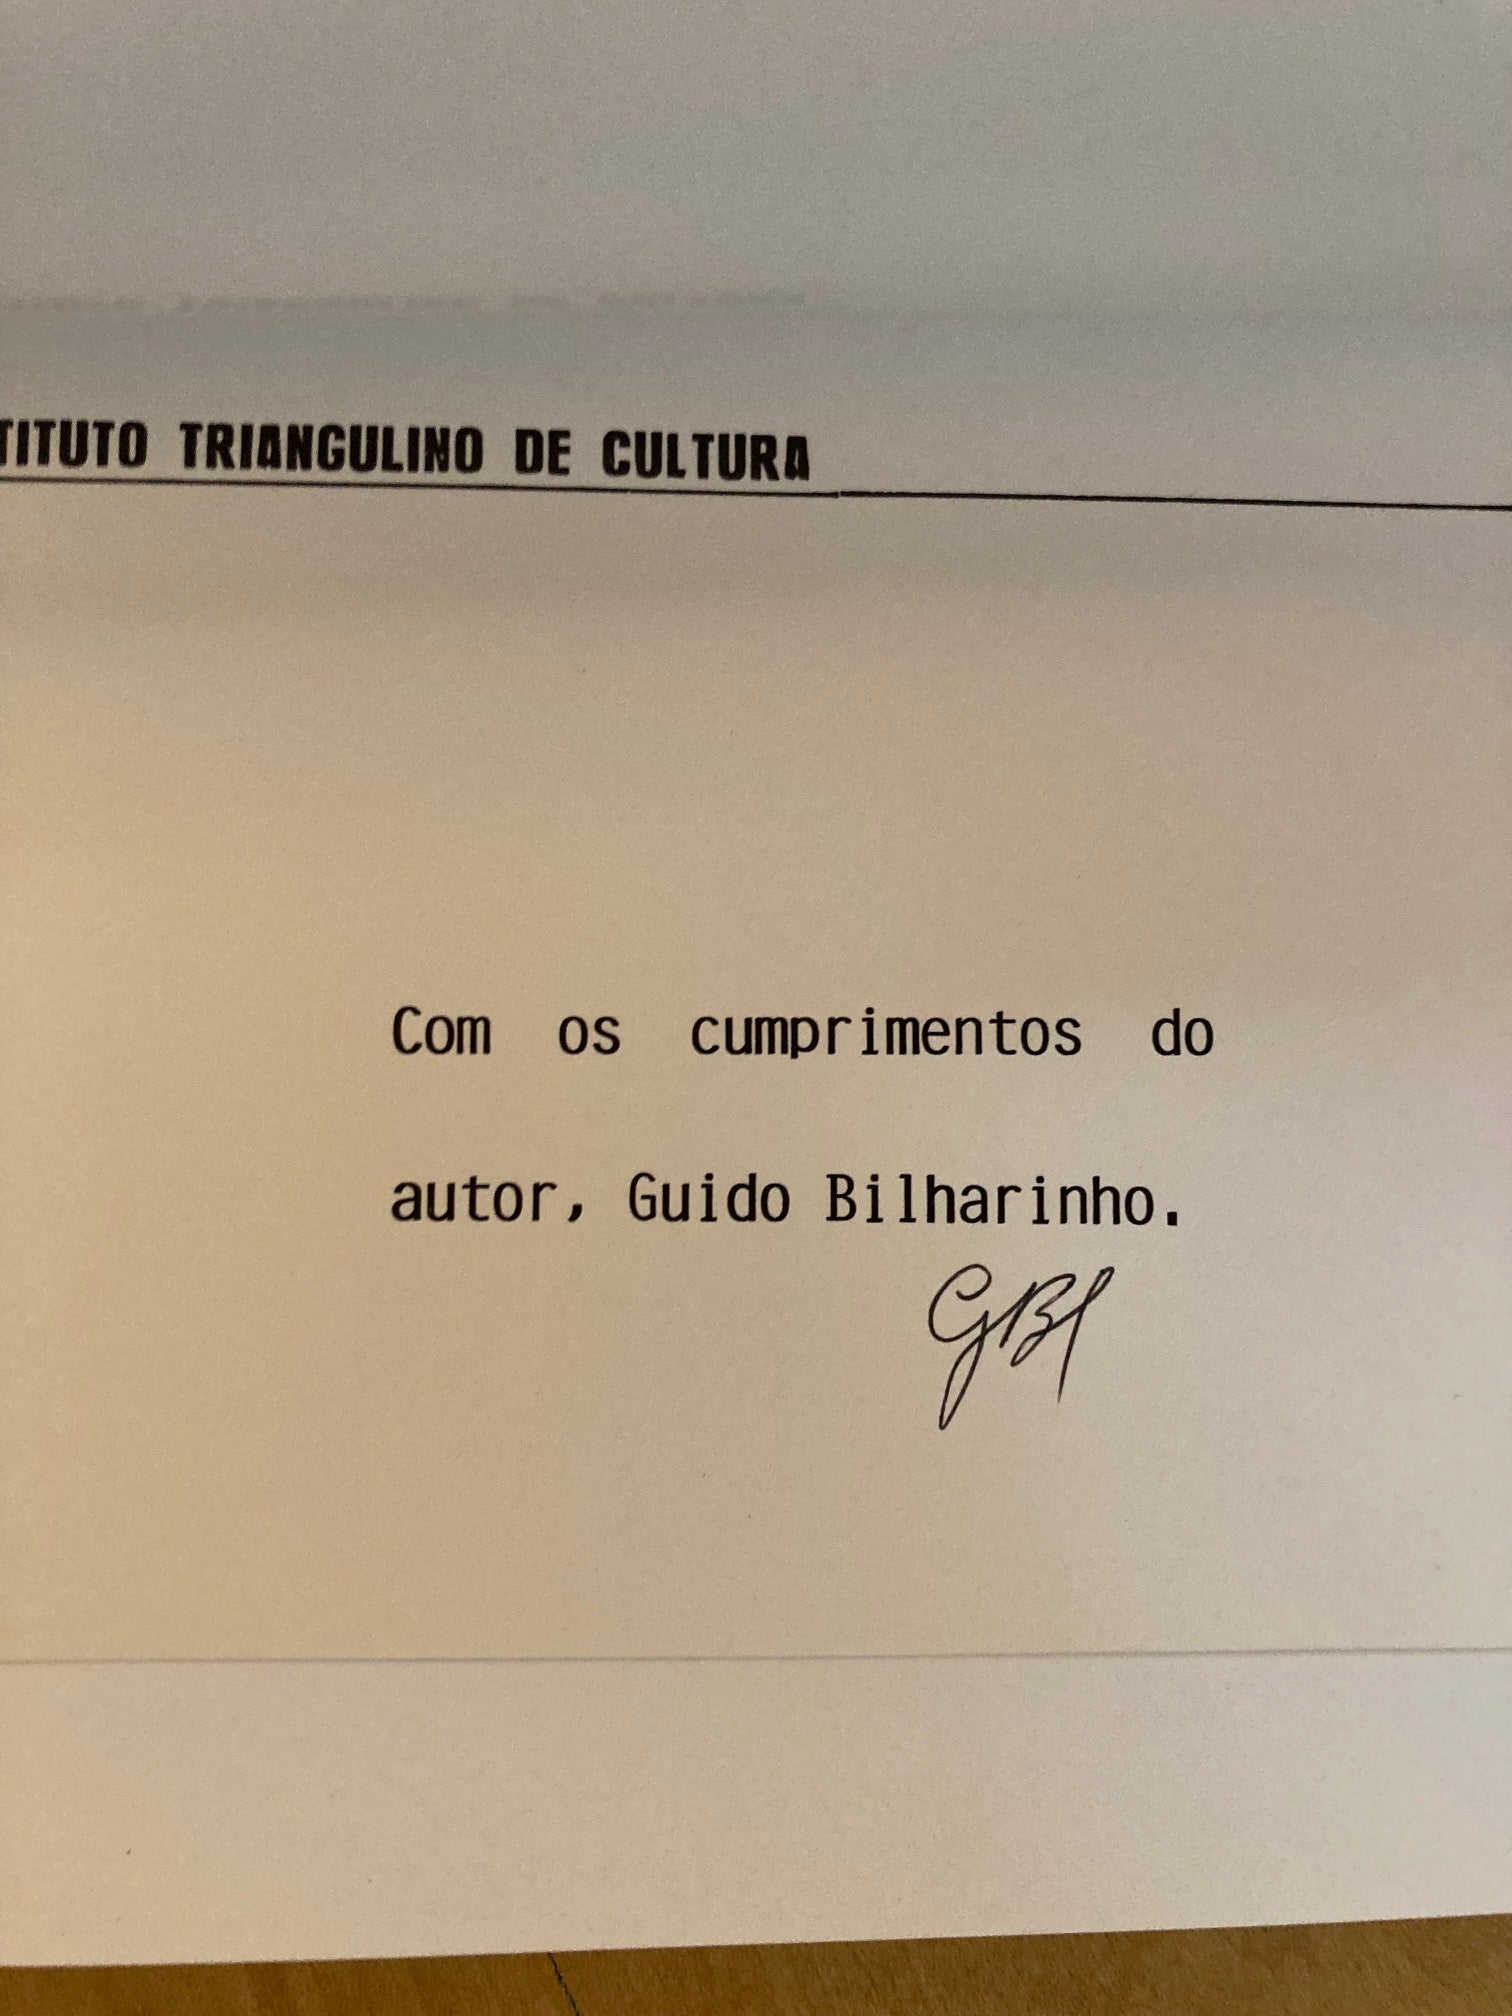 TITUTO TRIANGULINO DE CULTURA
Com os cumprimentos do
autor, Guido Bilharinho.